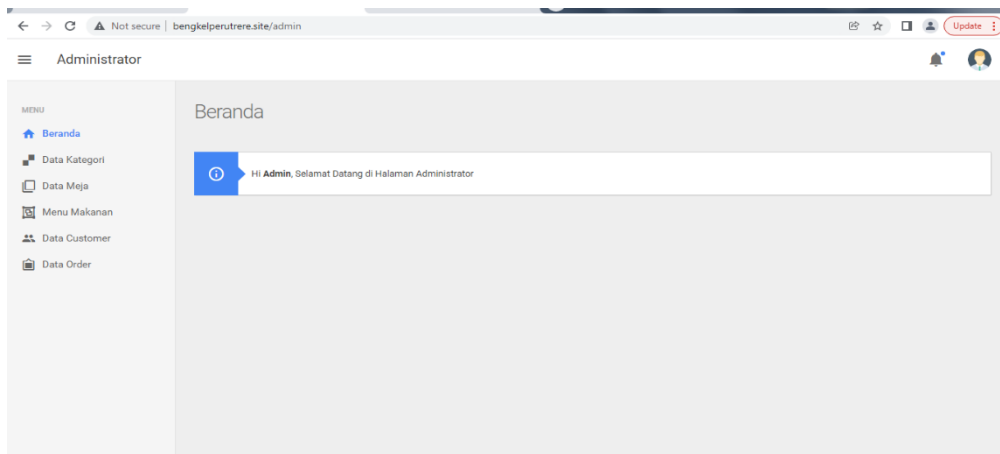 Not secure | bengkelperutrere.site/admin
Update
Administrator
MENU
Beranda
Data Kategori
Data Meja
Menu Makanan
Data Customer
Data Order
Beranda
Hi Admin, Selamat Datang di Halaman Administrator